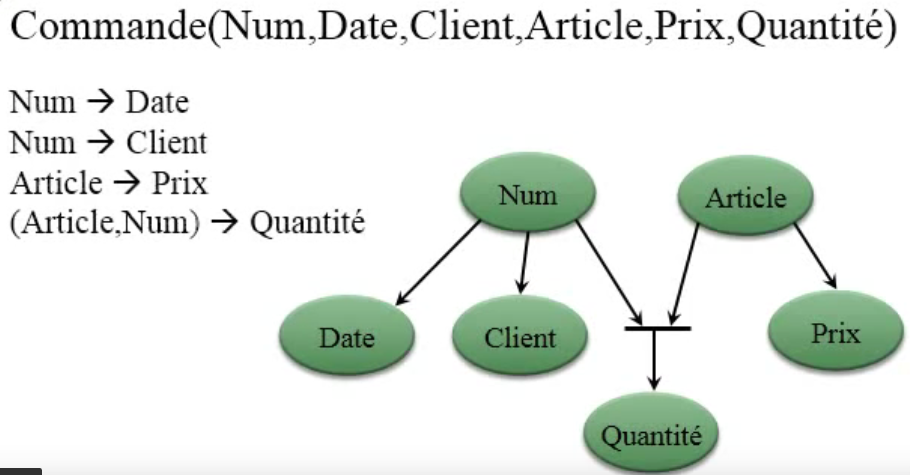 Commande(Num,Date,Client,Article,Prix,Quantité)
Num → Date
Num → Client
Article → Prix
(Article,Num) → Quantité
Num
Article
Date
Client
Prix
Quantité